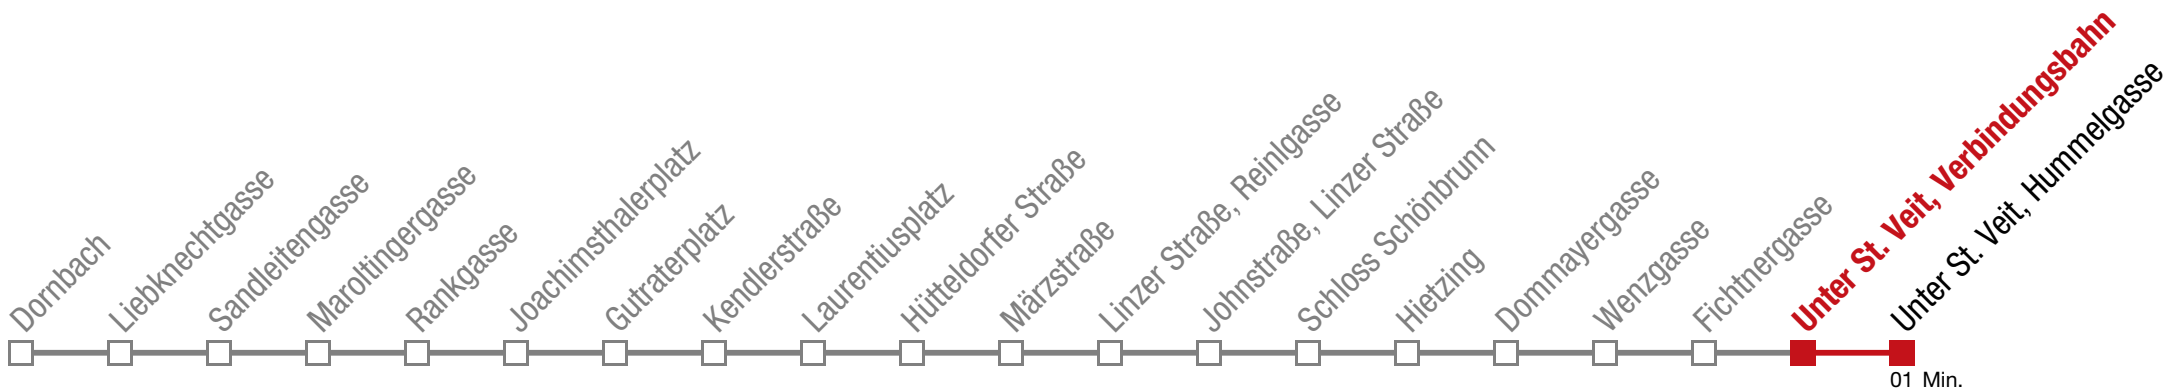 Dornbach
Liebknechtgasse
Sandleitengasse
Maroltingergasse
Rankgasse
Joachimsthalerplatz
Gutraterplatz
Kendlerstraße
Laurentiusplatz
Hütteldorfer Straße
Märzstraße
Linzer Straße, Reinlgasse
Johnstraße, Linzer Straße
Schloss Schönbrunn
Hietzing
Dommayergasse
Wenzgasse
Fichtnergasse
Unter St. Veit, Verbindungsbahn
Unter St. Veit, Hummelgasse
01 Min.